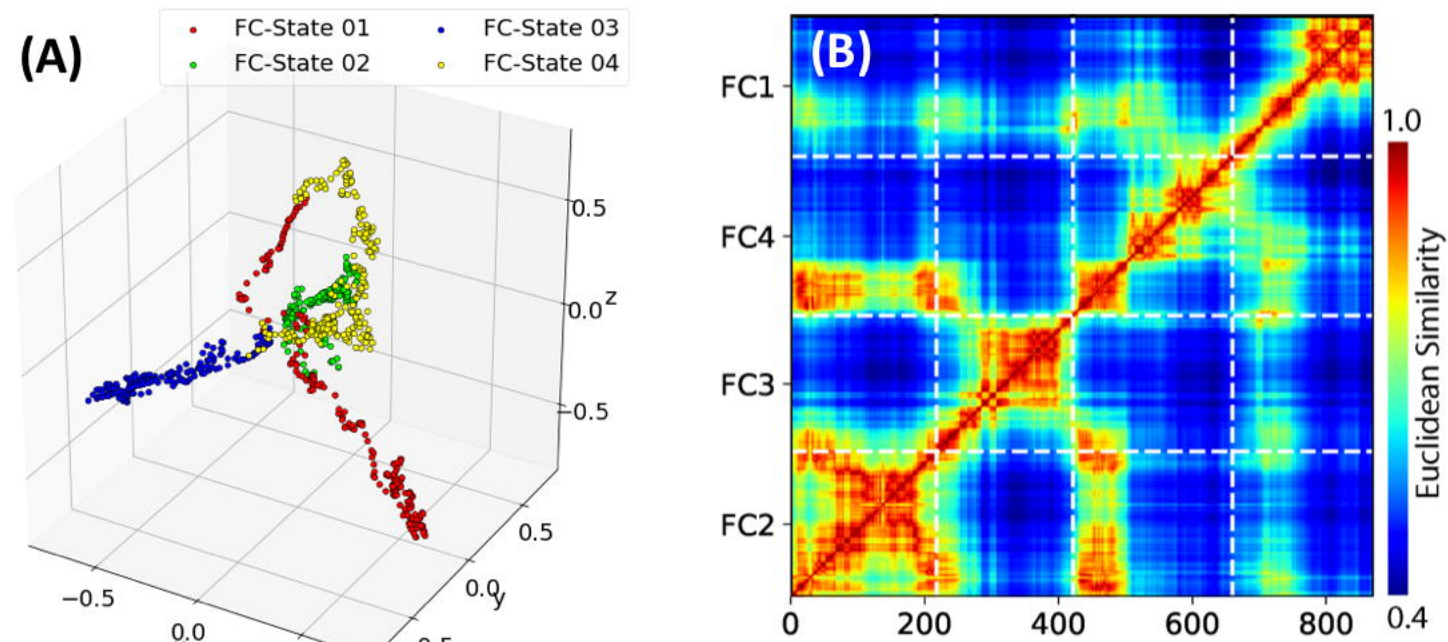 (A)
FC-State 01
FC-State 02
FC-State 03
FC-State 04
0.5
0.0
z
−0.5
0.5
0.0
y
−0.5
0.0
(B)
FC1
FC4
FC3
FC2
0
200
400
600
800
1.0
Euclidean Similarity
0.4